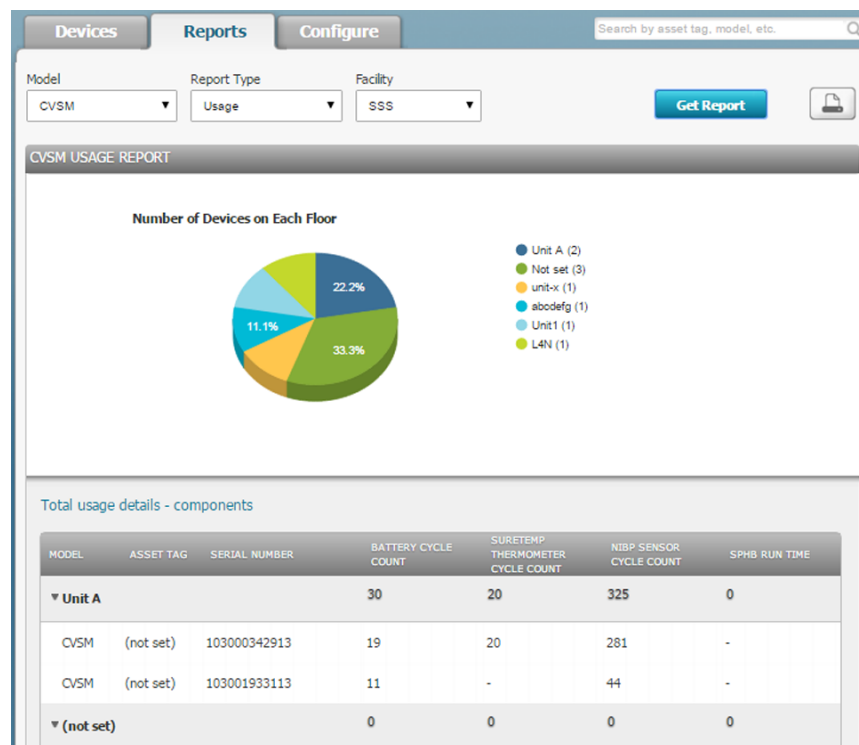 Devices Reports Configure Search by asset tag, model, etc.
Model Report Type Facility
CVSM Usage SSS Get Report
CVSM USAGE REPORT
Number of Devices on Each Floor
22.2%
11.1%
33.3%
Unit A (2)
Not set (3)
unit-x (1)
abcdefg (1)
Unit1 (1)
L4N (1)
Total usage details - components
MODEL ASSET TAG SERIAL NUMBER BATTERY CYCLE COUNT SURETEMP THERMOMETER CYCLE COUNT NIBP SENSOR CYCLE COUNT SPHB RUN TIME
Unit A 30 20 325 0
CVSM (not set) 103000342913 19 20 281 -
CVSM (not set) 103001933113 11 - 44 -
(not set) 0 0 0 0